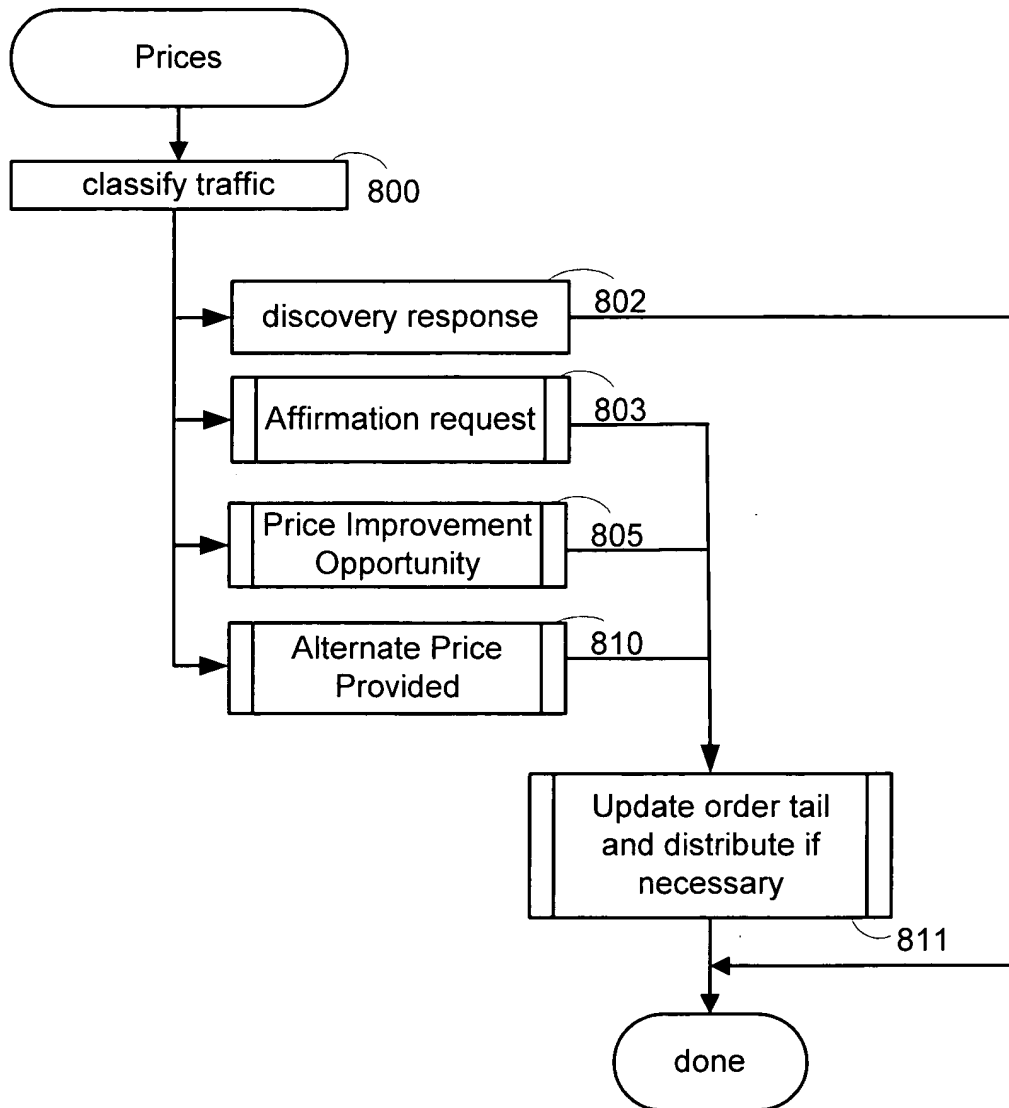 Prices
classify traffic
800
discovery response
802
Affirmation request
803
Price Improvement
Opportunity
805
Alternate Price
Provided
810
Update order tail
and distribute if
necessary
811
done